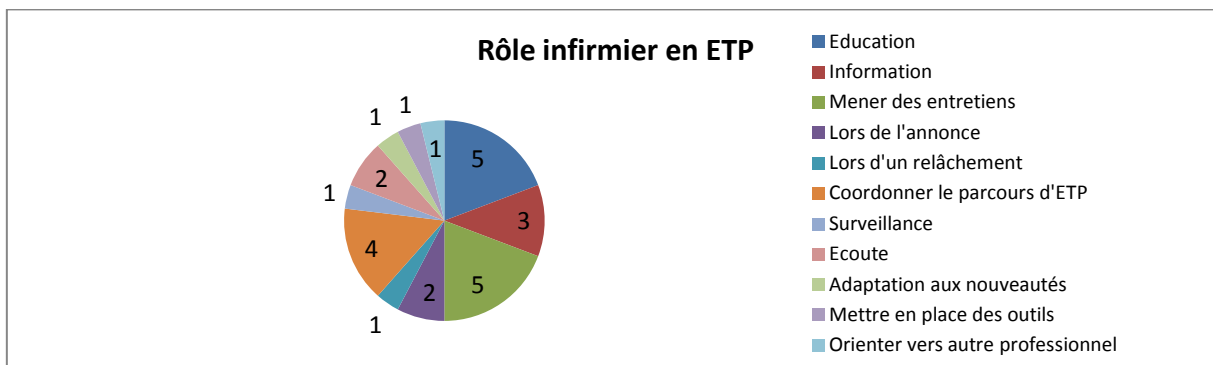 Rôle infirmier en ETP
1
1
1
5
2
1
3
4
2
5
1
Education
Information
Mener des entretiens
Lors de l'annonce
Lors d'un relâchement
Coordonner le parcours d'ETP
Surveillance
Ecoute
Adaptation aux nouveautés
Mettre en place des outils
Orienter vers autre professionnel